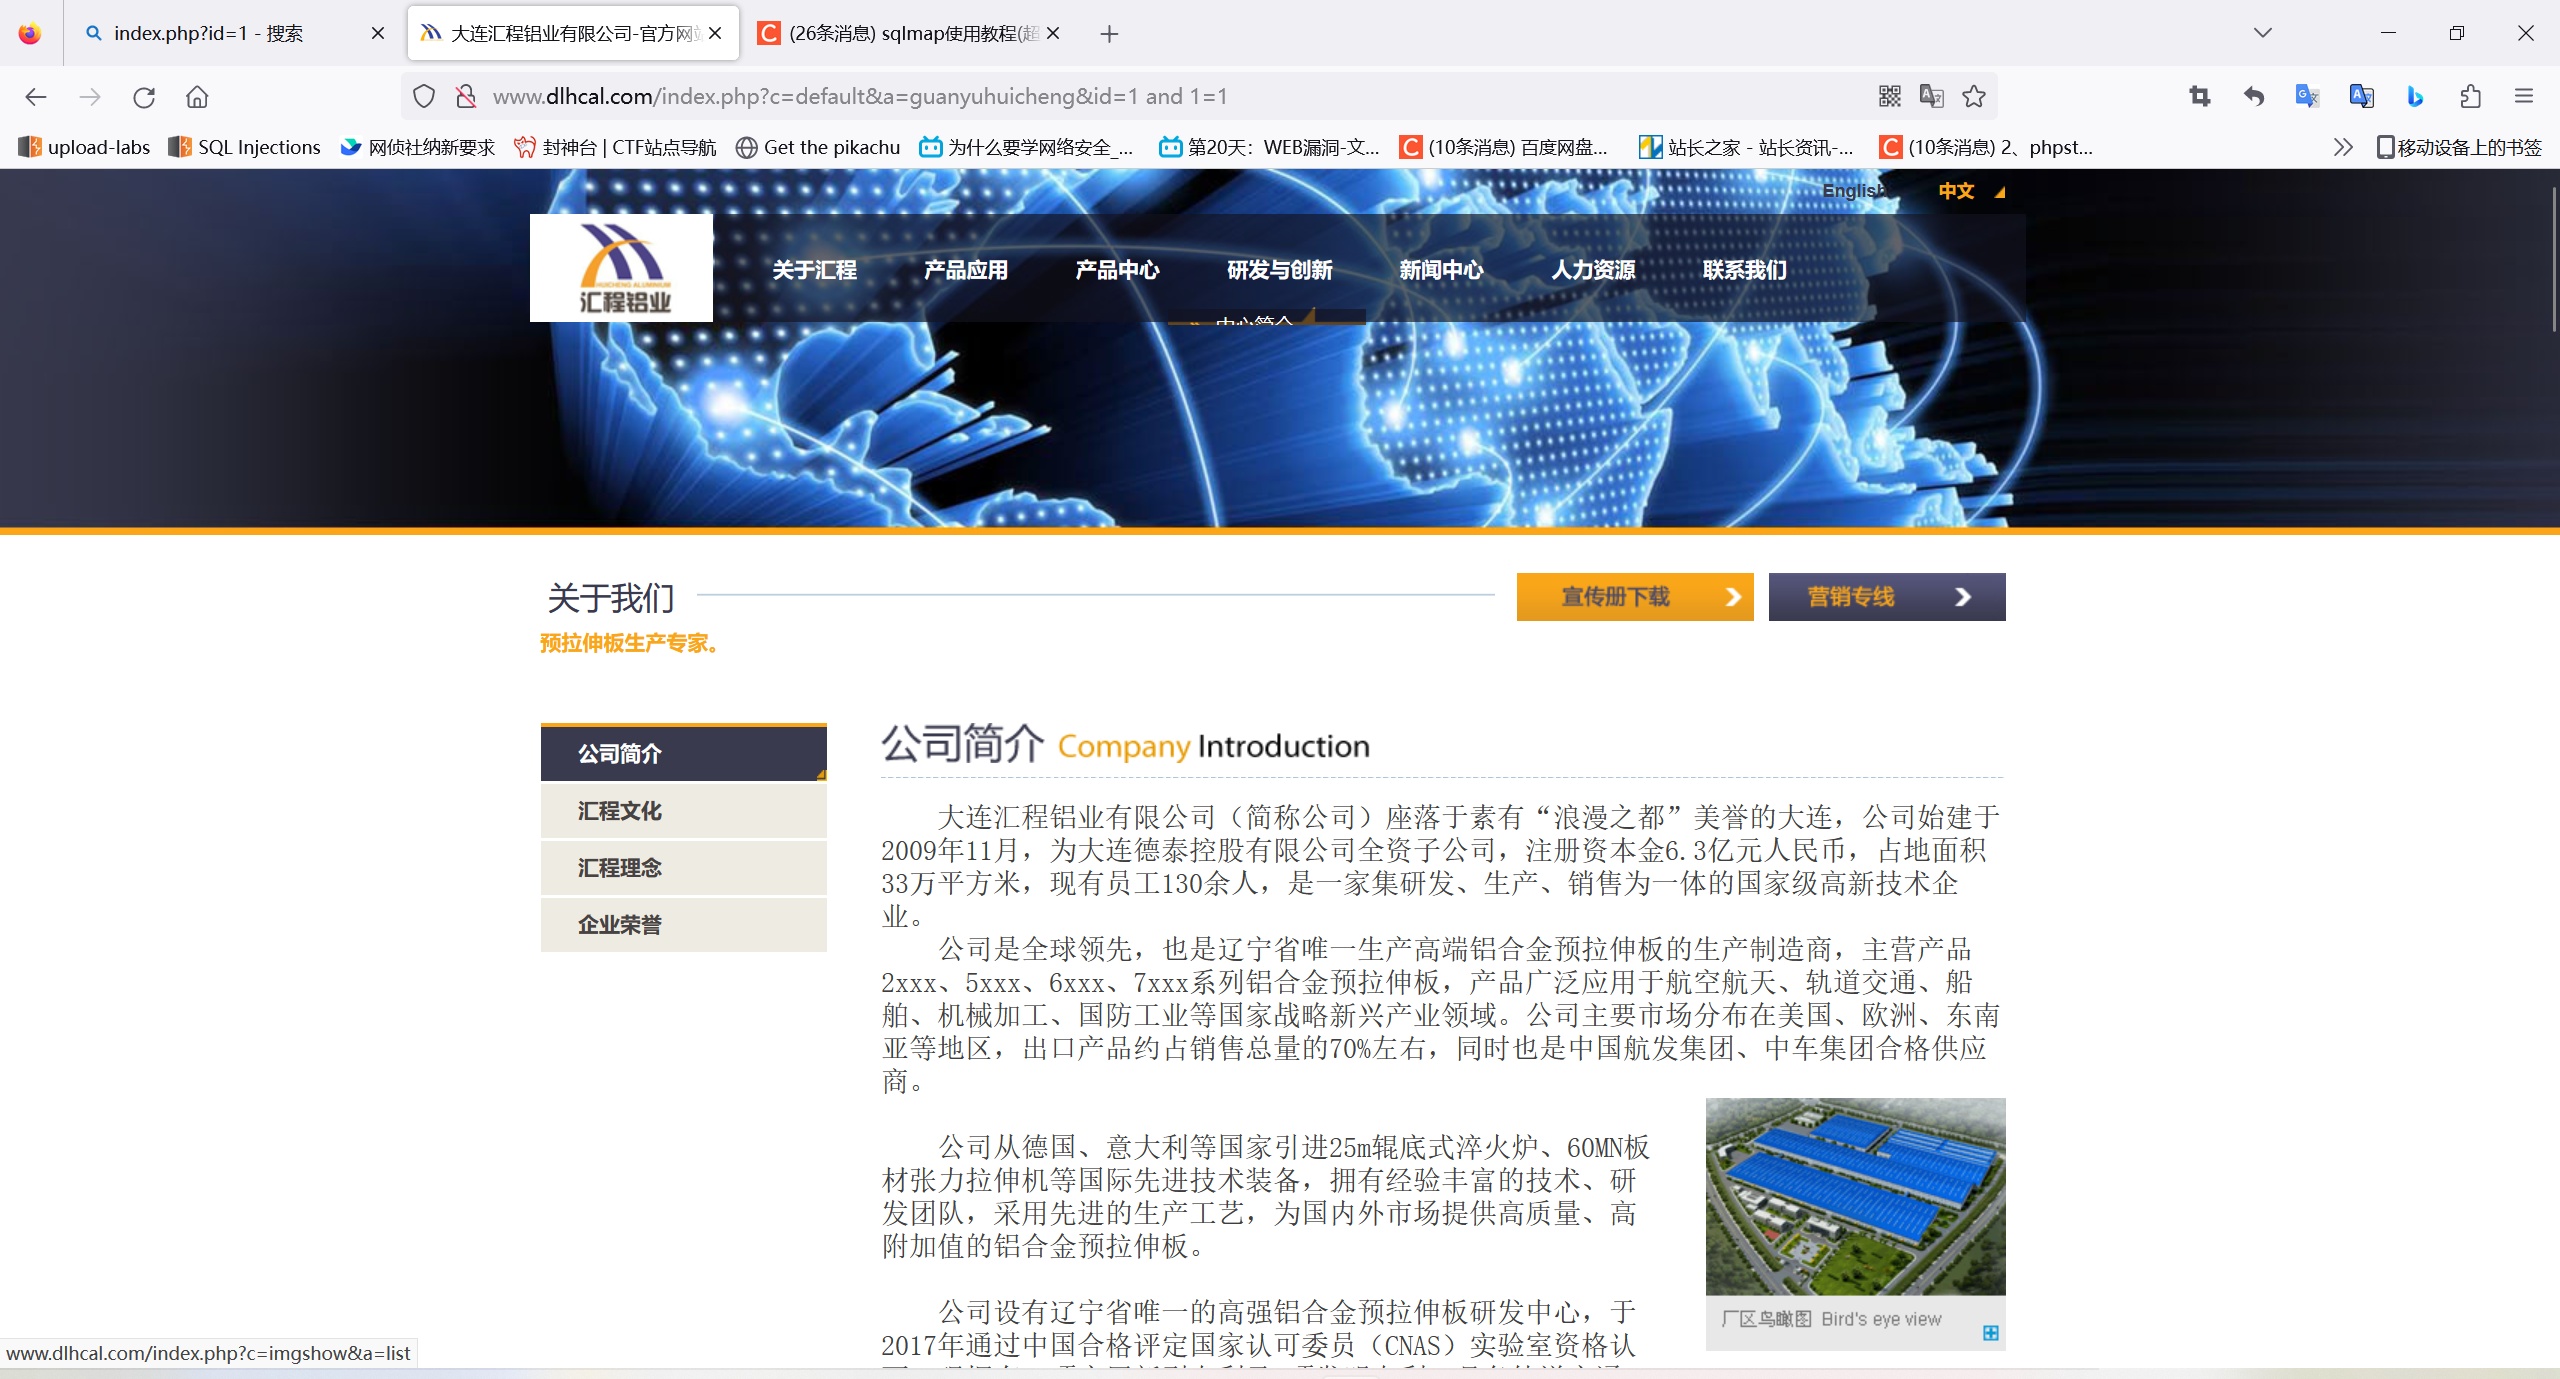 index.php?id=1 - 搜索
大连汇程铝业有限公司-官方网
(26条消息) sqlmap使用教程(超
www.dlhcal.com/index.php?c=default&a=guanyuhuicheng&id=1 and 1=1
upload-labs
SQL Injections
网侦社纳新要求
封神台 | CTF站点导航
Get the pikachu
为什么要学网络安全_...
第20天：WEB漏洞-文...
(10条消息) 百度网盘...
站长之家 - 站长资讯-...
(10条消息) 2、phpst...
移动设备上的书签
English
中文
HUICHENG ALUMINIUM
汇程铝业
关于汇程
产品应用
产品中心
研发与创新
新闻中心
人力资源
联系我们
中心简介
关于我们
宣传册下载
营销专线
预拉伸板生产专家。
公司简介
汇程文化
汇程理念
企业荣誉
公司简介 Company Introduction
大连汇程铝业有限公司（简称公司）座落于素有“浪漫之都”美誉的大连，公司始建于
2009年11月，为大连德泰控股有限公司全资子公司，注册资本金6.3亿元人民币，占地面积
33万平方米，现有员工130余人，是一家集研发、生产、销售为一体的国家级高新技术企
业。
公司是全球领先，也是辽宁省唯一生产高端铝合金预拉伸板的生产制造商，主营产品
2xxx、5xxx、6xxx、7xxx系列铝合金预拉伸板，产品广泛应用于航空航天、轨道交通、船
舶、机械加工、国防工业等国家战略新兴产业领域。公司主要市场分布在美国、欧洲、东南
亚等地区，出口产品约占销售总量的70%左右，同时也是中国航发集团、中车集团合格供应
商。
公司从德国、意大利等国家引进25m辊底式淬火炉、60MN板
材张力拉伸机等国际先进技术装备，拥有经验丰富的技术、研
发团队，采用先进的生产工艺，为国内外市场提供高质量、高
附加值的铝合金预拉伸板。
公司设有辽宁省唯一的高强铝合金预拉伸板研发中心，于
2017年通过中国合格评定国家认可委员（CNAS）实验室资格认
厂区鸟瞰图 Bird's eye view
www.dlhcal.com/index.php?c=imgshow&a=list